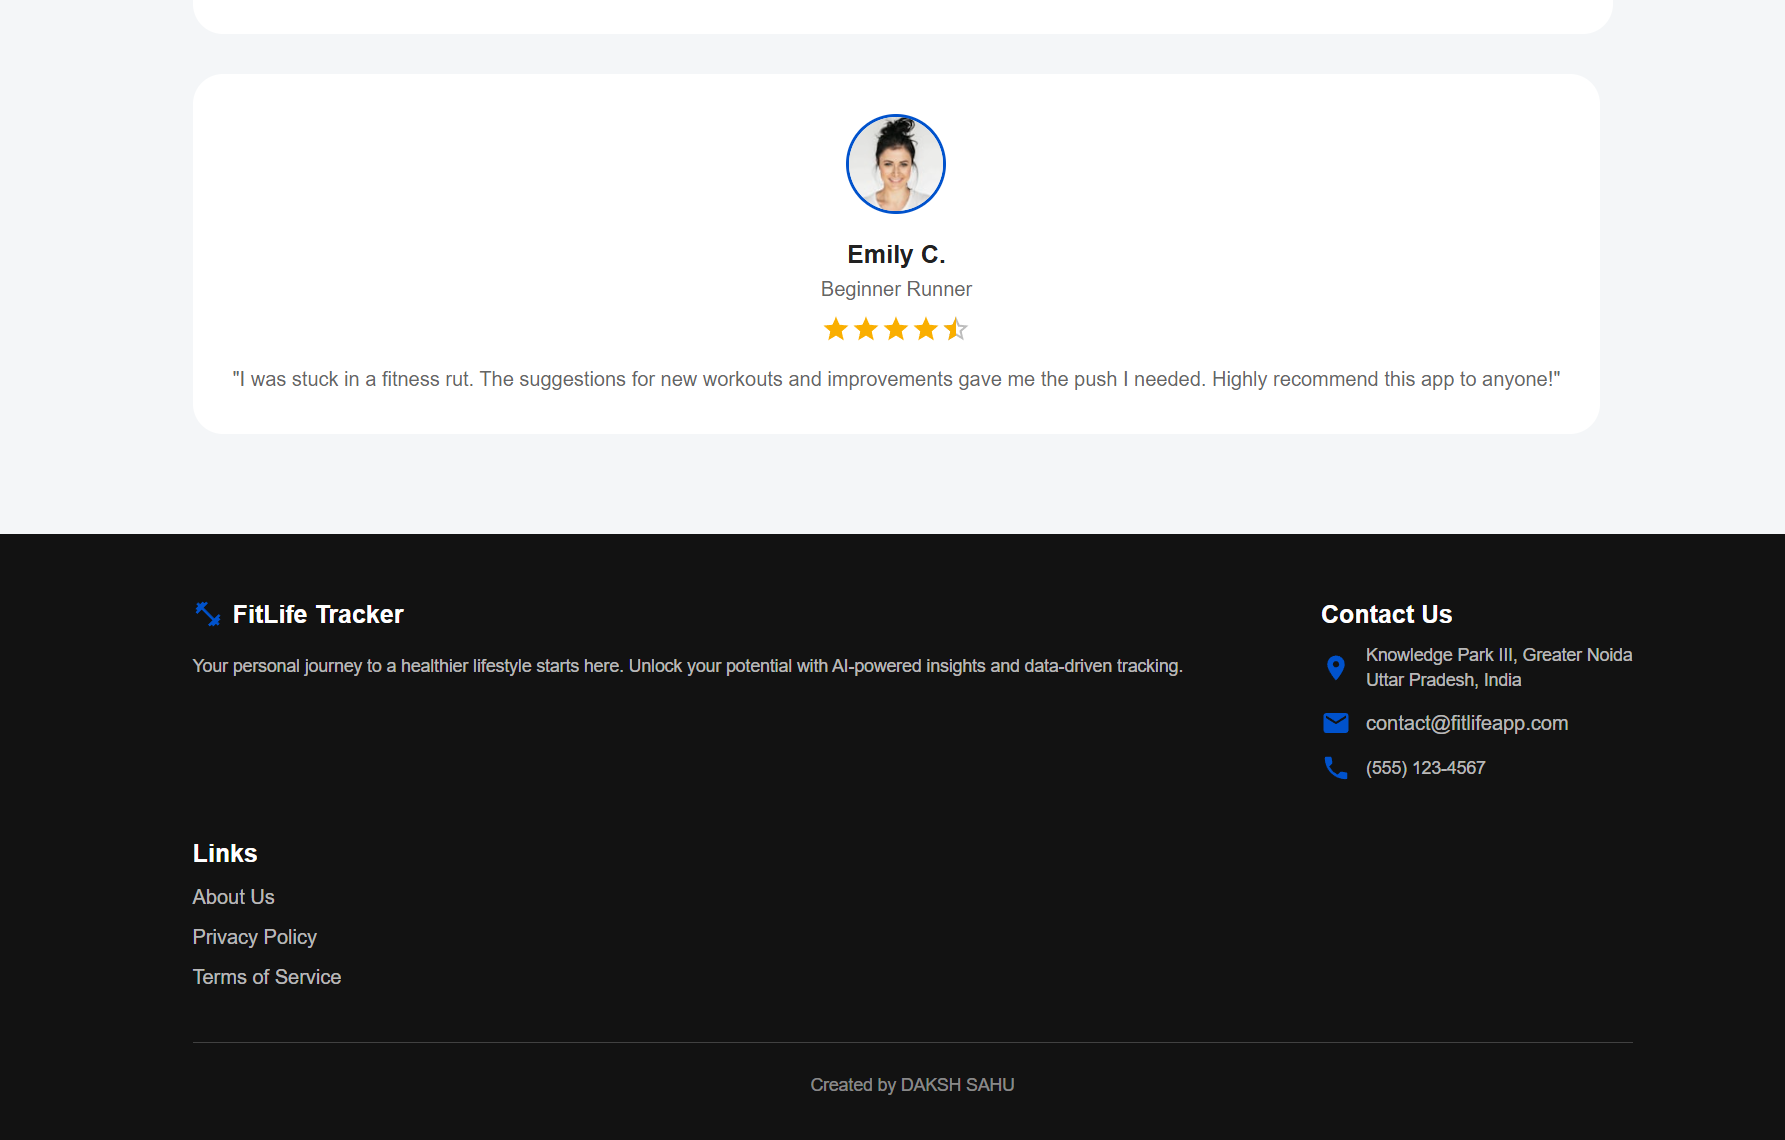 Emily C.
Beginner Runner
"I was stuck in a fitness rut. The suggestions for new workouts and improvements gave me the push I needed. Highly recommend this app to anyone!"
FitLife Tracker
Your personal journey to a healthier lifestyle starts here. Unlock your potential with AI-powered insights and data-driven tracking.
Contact Us
Knowledge Park III, Greater Noida
Uttar Pradesh, India
contact@fitlifeapp.com
(555) 123-4567
Links
About Us
Privacy Policy
Terms of Service
Created by DAKSH SAHU